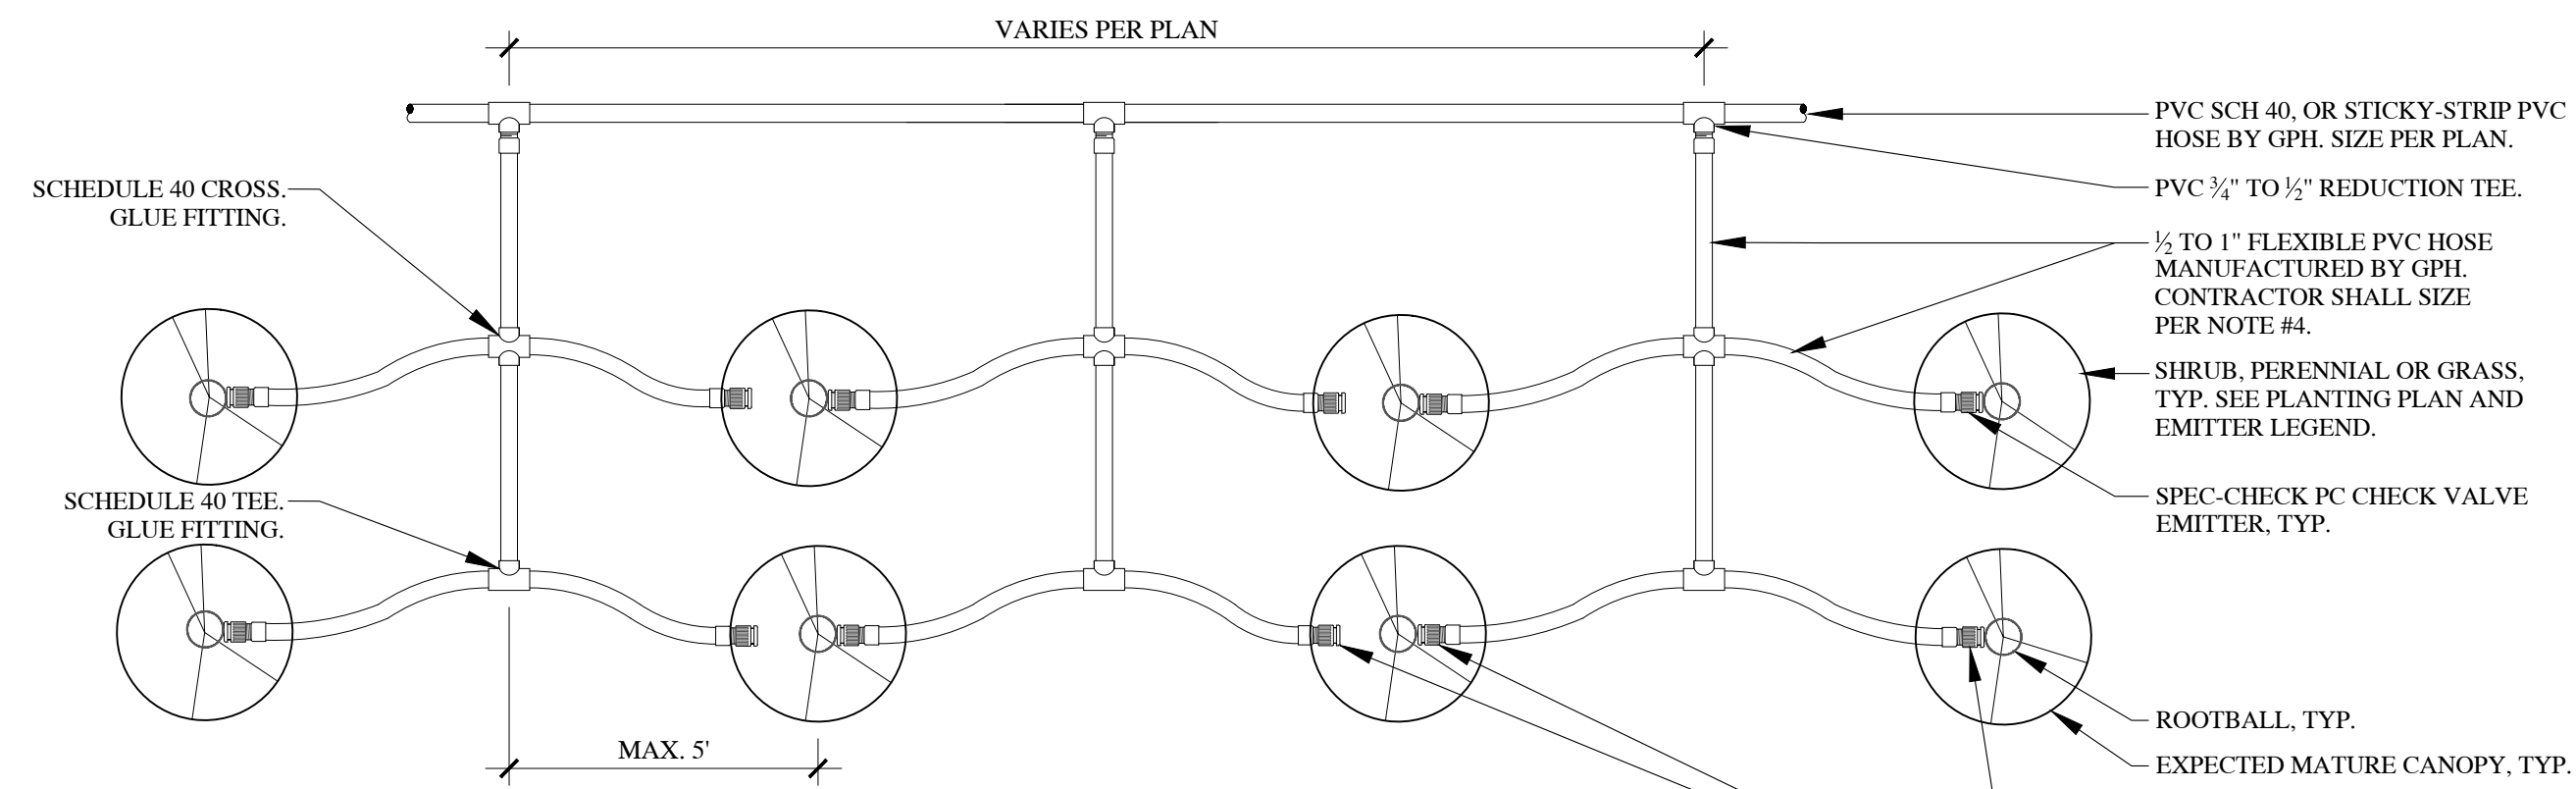 VARIES PER PLAN
PVC SCH 40, OR STICKY-STRIP PVC
HOSE BY GPH. SIZE PER PLAN.
SCHEDULE 40 CROSS.
GLUE FITTING.
PVC ¾" TO ½" REDUCTION TEE.
½ TO 1" FLEXIBLE PVC HOSE
MANUFACTURED BY GPH.
CONTRACTOR SHALL SIZE
PER NOTE #4.
SHRUB, PERENNIAL OR GRASS,
TYP. SEE PLANTING PLAN AND
EMITTER LEGEND.
SCHEDULE 40 TEE.
GLUE FITTING.
SPEC-CHECK PC CHECK VALVE
EMITTER, TYP.
ROOTBALL, TYP.
MAX. 5'
EXPECTED MATURE CANOPY, TYP.